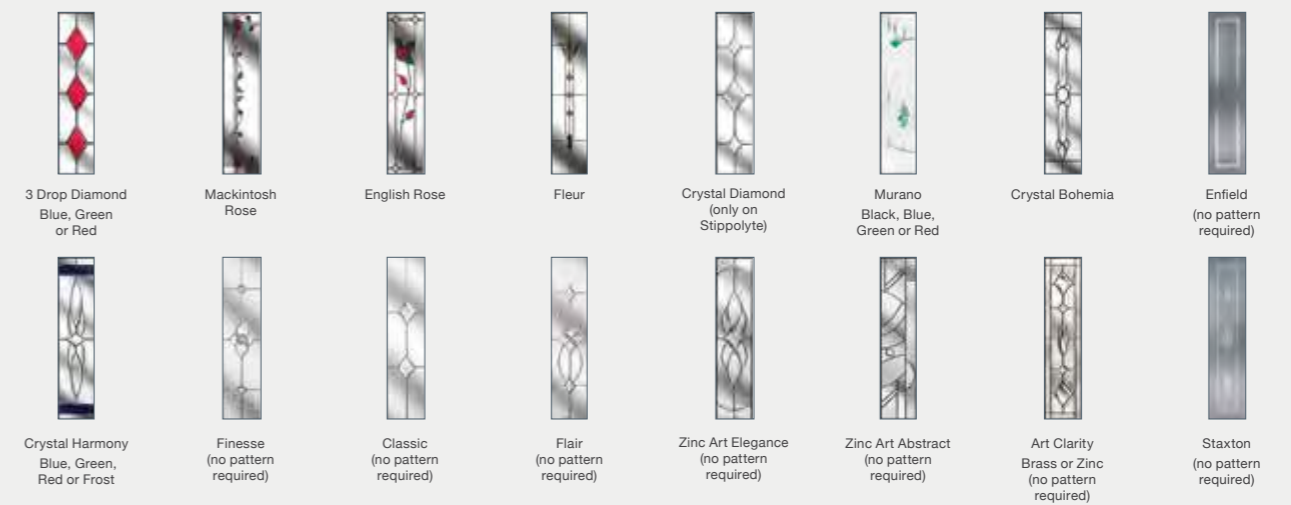 3 Drop Diamond
Blue, Green
or Red
Mackintosh
Rose
English Rose
Fleur
Crystal Diamond
(only on
Stippolyte)
Murano
Black, Blue,
Green or Red
Crystal Bohemia
Enfield
(no pattern
required)
Crystal Harmony
Blue, Green,
Red or Frost
Finesse
(no pattern
required)
Classic
(no pattern
required)
Flair
(no pattern
required)
Zinc Art Elegance
(no pattern
required)
Zinc Art Abstract
(no pattern
required)
Art Clarity
Brass or Zinc
(no pattern
required)
Staxton
(no pattern
required)